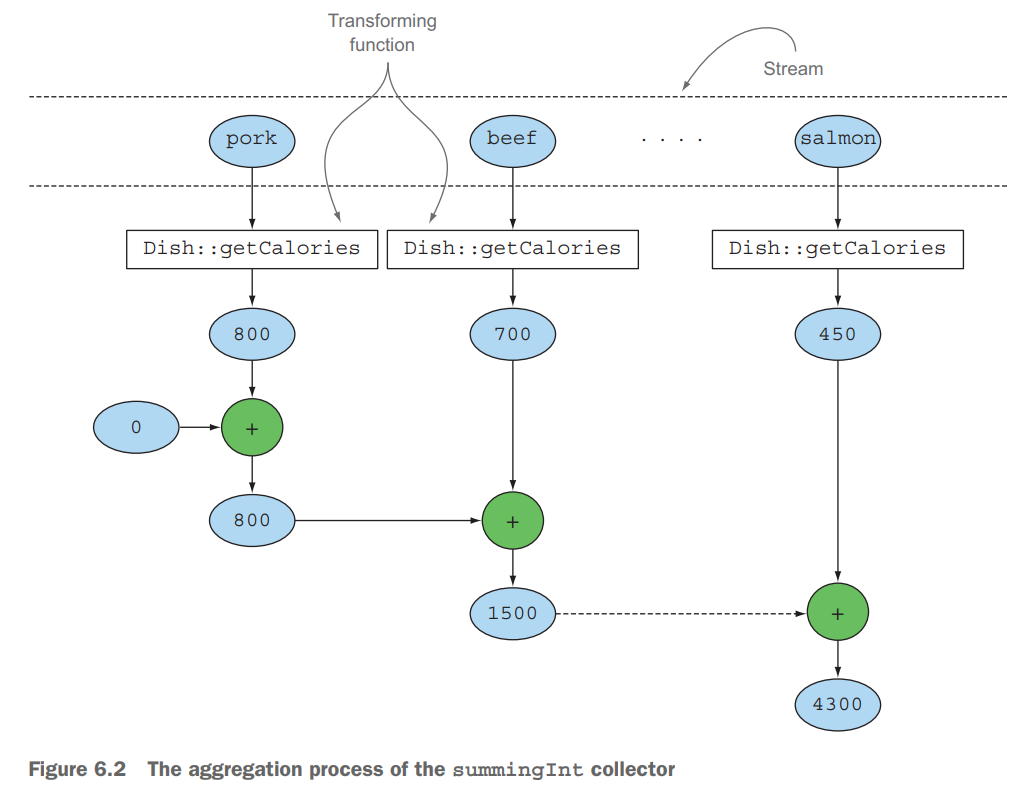 Transforming
function
Stream
pork
beef
. . . .
salmon
Dish::getCalories
Dish::getCalories
Dish::getCalories
800
700
450
0
+
800
+
1500
+
4300
Figure 6.2 The aggregation process of the summingInt collector